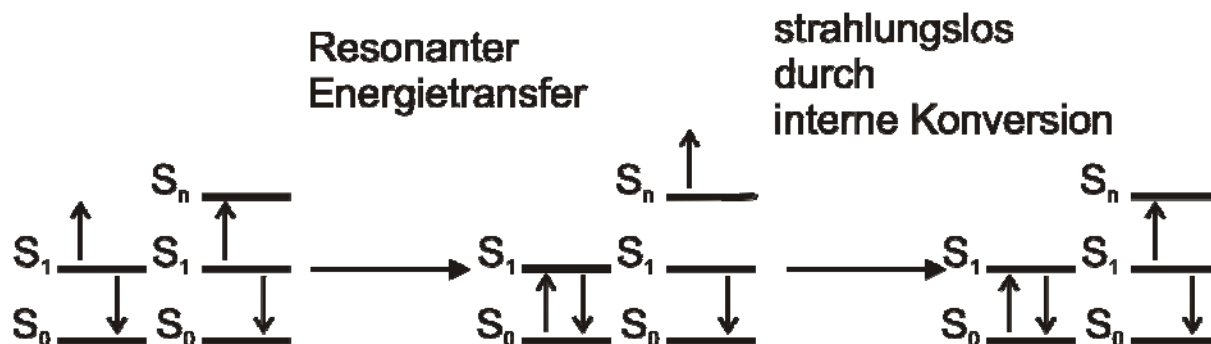 Resonanter
Energietransfer
strahlungslos
durch
interne Konversion
Sₙ
Sₙ
Sₙ
S₁ S₁
S₁ S₁
S₁ S₁
S₀ S₀
S₀ S₀
S₀ S₀